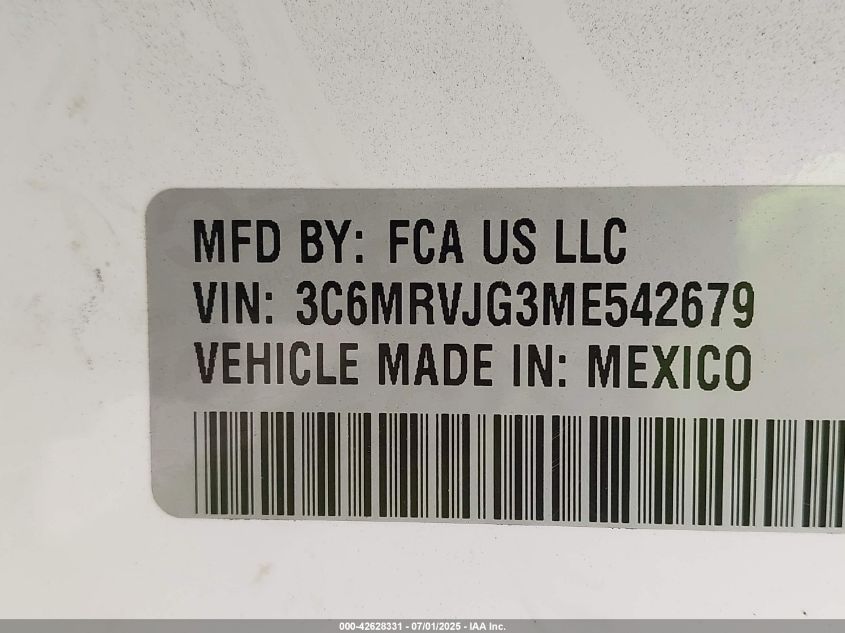 MFD BY: FCA US LLC
VIN: 3C6MRVJG3ME542679
VEHICLE MADE IN: MEXICO
000-42628331 - 07/01/2025 - IAA Inc.